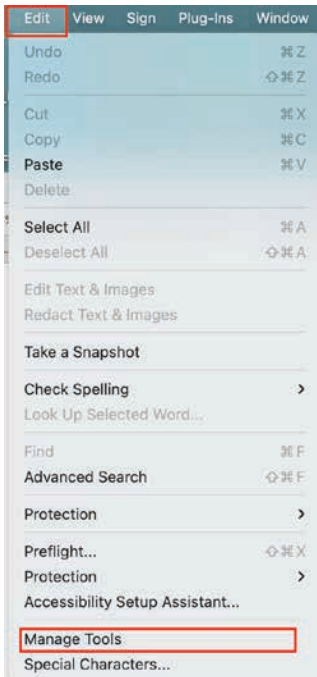 Edit View Sign Plug-Ins Window
Undo ⌘Z
Redo ⇧⌘Z
Cut ⌘X
Copy ⌘C
Paste ⌘V
Delete
Select All ⌘A
Deselect All ⇧⌘A
Edit Text & Images
Redact Text & Images
Take a Snapshot
Check Spelling >
Look Up Selected Word...
Find ⌘F
Advanced Search ⇧⌘F
Protection >
Preflight... ⇧⌘X
Protection >
Accessibility Setup Assistant...
Manage Tools
Special Characters...